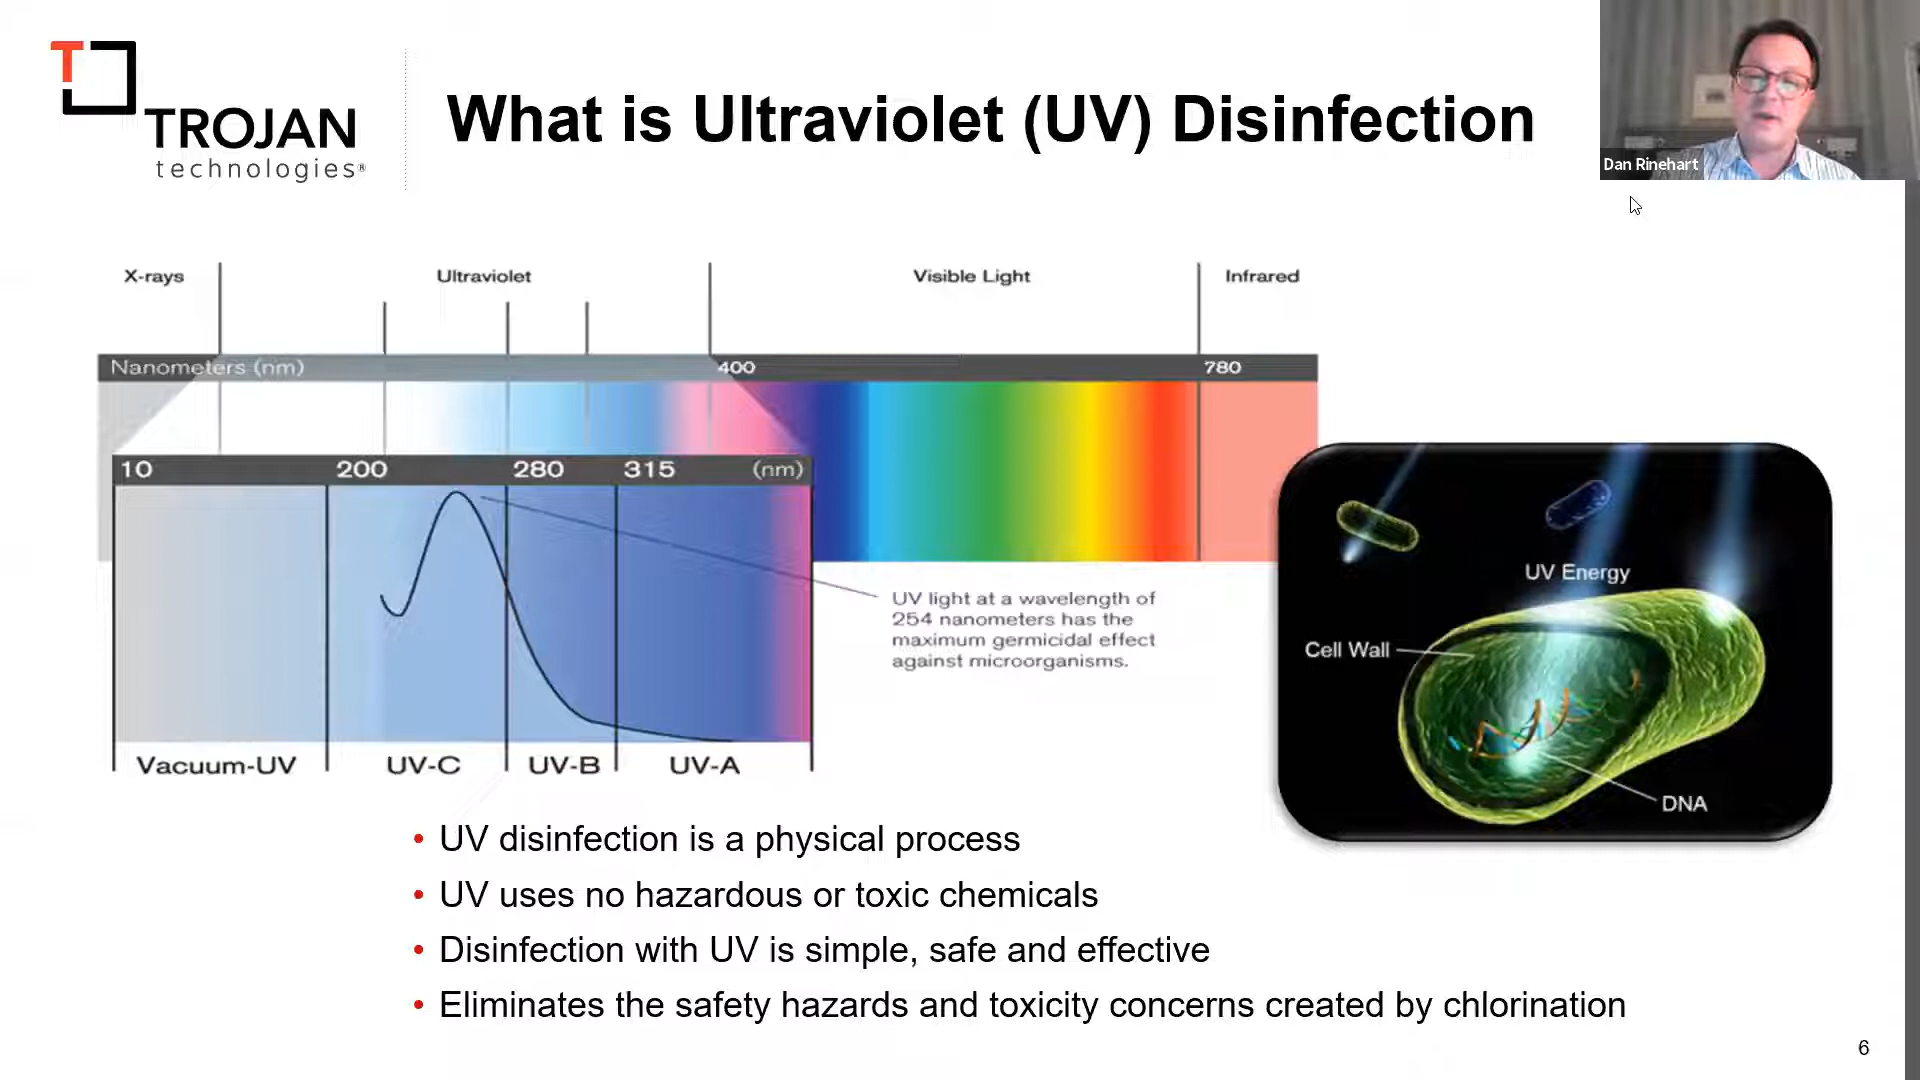 TROJAN
technologies®
What is Ultraviolet (UV) Disinfection
Dan Rinehart
X-rays
Ultraviolet
Visible Light
Infrared
Nanometers (nm)
400
780
10
200
280
315
(nm)
UV light at a wavelength of
254 nanometers has the
maximum germicidal effect
against microorganisms.
Vacuum-UV
UV-C
UV-B
UV-A
UV Energy
Cell Wall
DNA
• UV disinfection is a physical process
• UV uses no hazardous or toxic chemicals
• Disinfection with UV is simple, safe and effective
• Eliminates the safety hazards and toxicity concerns created by chlorination
6